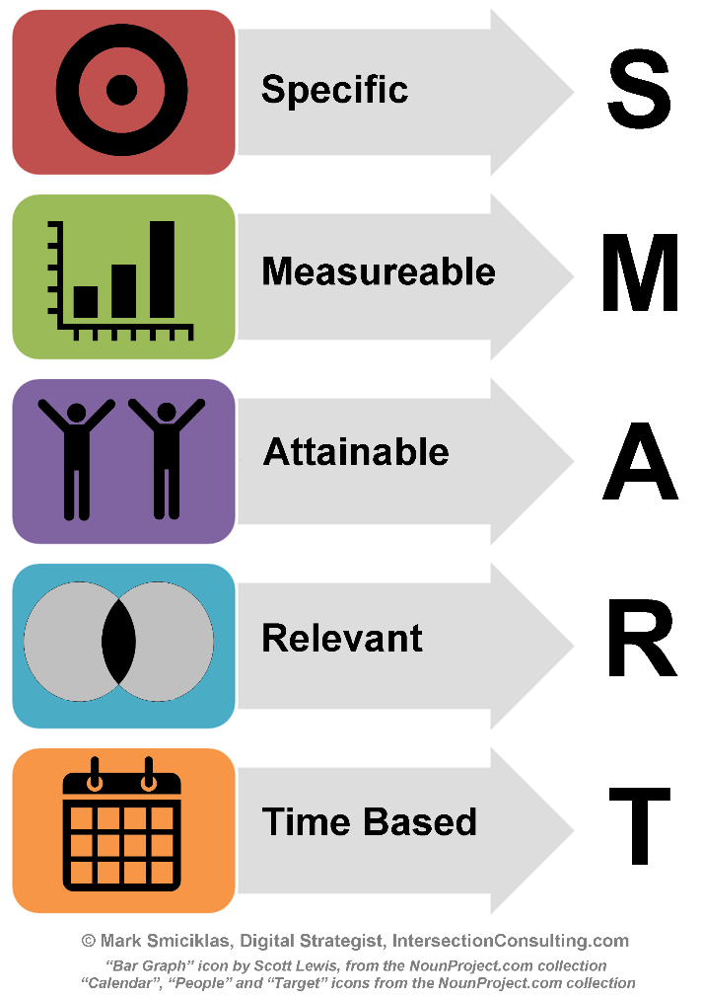 Specific
S
Measureable
M
Attainable
A
Relevant
R
Time Based
T
© Mark Smiciklas, Digital Strategist, IntersectionConsulting.com
“Bar Graph” icon by Scott Lewis, from the NounProject.com collection
“Calendar”, “People” and “Target” icons from the NounProject.com collection